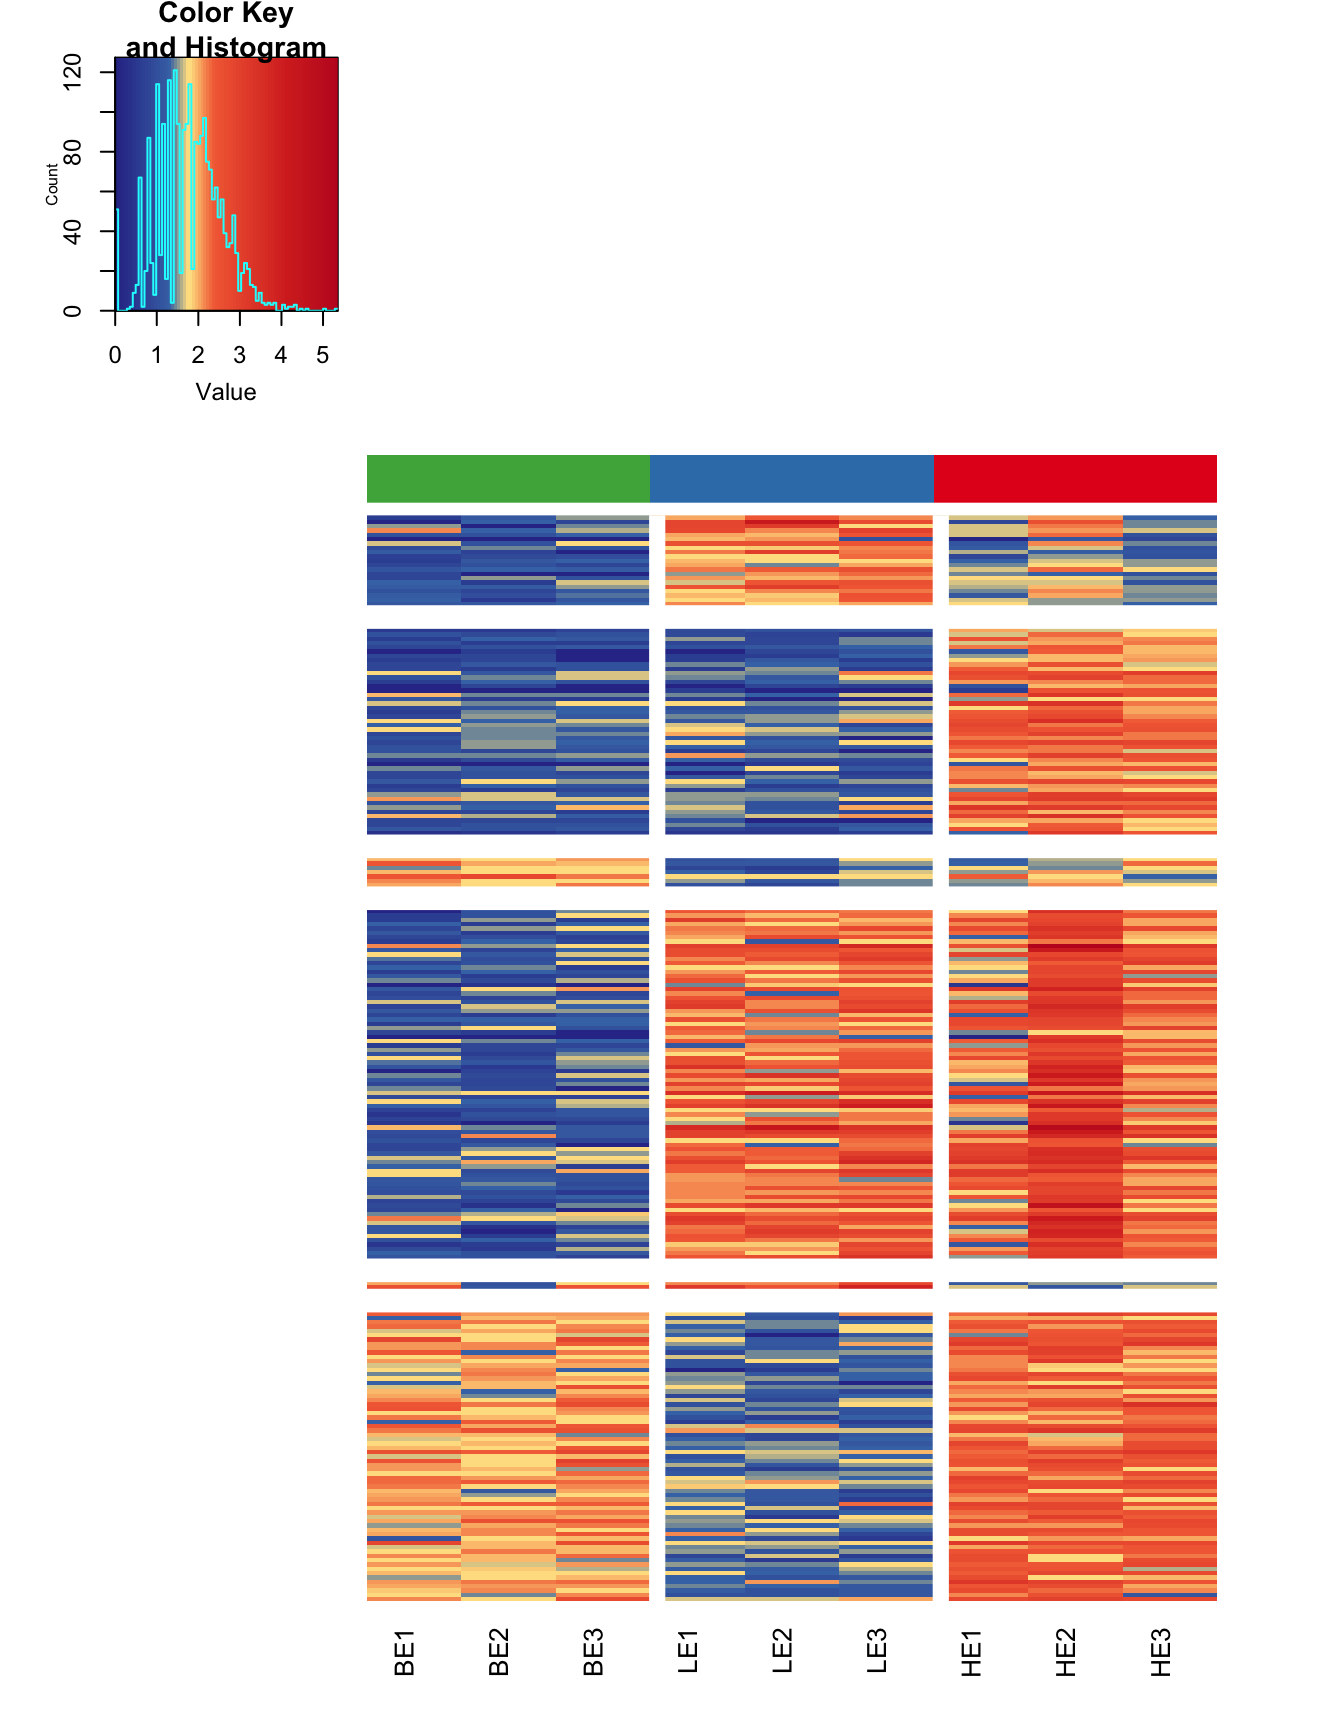 Color Key
and Histogram
Count
0 40 80 120
0 1 2 3 4 5
Value
BE1 BE2 BE3 LE1 LE2 LE3 HE1 HE2 HE3